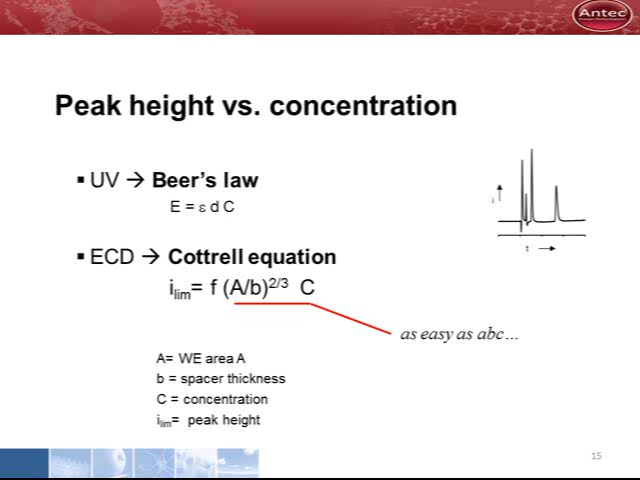 Antec
Peak height vs. concentration
▪ UV → Beer's law
E = ε d C
i
t
▪ ECD → Cottrell equation
i_lim= f (A/b)^2/3 C
as easy as abc…
A= WE area A
b = spacer thickness
C = concentration
i_lim= peak height
15